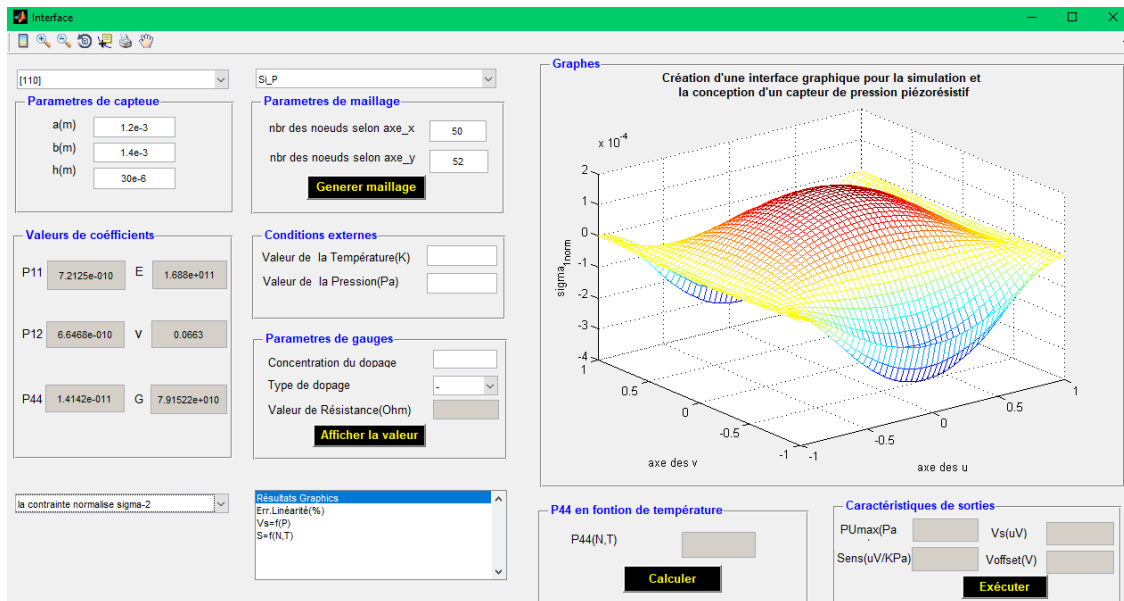 Interface
[110]
Si_P
Parametres de capteue
a(m) 1.2e-3
b(m) 1.4e-3
h(m) 30e-6
Parametres de maillage
nbr des noeuds selon axe_x 50
nbr des noeuds selon axe_y 52
Generer maillage
Valeurs de coéfficients
P11 7.2125e-010 E 1.688e+011
P12 6.6468e-010 V 0.0663
P44 1.4142e-011 G 7.91522e+010
Conditions externes
Valeur de la Température(K)
Valeur de la Pression(Pa)
Parametres de gauges
Concentration du dopage
Type de dopage -
Valeur de Résistance(Ohm)
Afficher la valeur
la contrainte normalise sigma-2
Résultats Graphics
Err.Linéarité(%)
Vs=f(P)
S=f(N,T)
Graphes
Création d'une interface graphique pour la simulation et
la conception d'un capteur de pression piézorésistif
x 10^-4
2
1
0
-1
-2
-3
-4
sigma_1norm
1
0.5
0
-0.5
-1
axe des v
-1
-0.5
0
0.5
1
axe des u
P44 en fontion de température
P44(N,T)
Calculer
Caractéristiques de sorties
PUmax(Pa Vs(uV)
Sens(uV/KPa) Voffset(V)
Exécuter